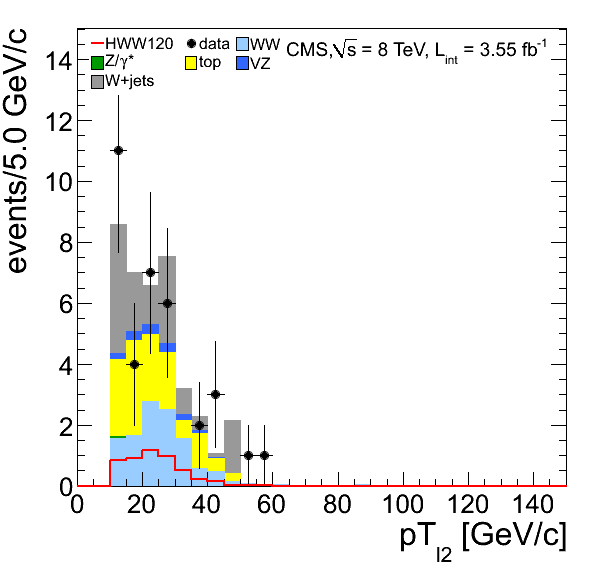 HWW120 data WW
Z/γ* top VZ
W+jets
CMS,√s = 8 TeV, L_int = 3.55 fb⁻¹
events/5.0 GeV/c
14
12
10
8
6
4
2
0
0 20 40 60 80 100 120 140
pT_l2 [GeV/c]